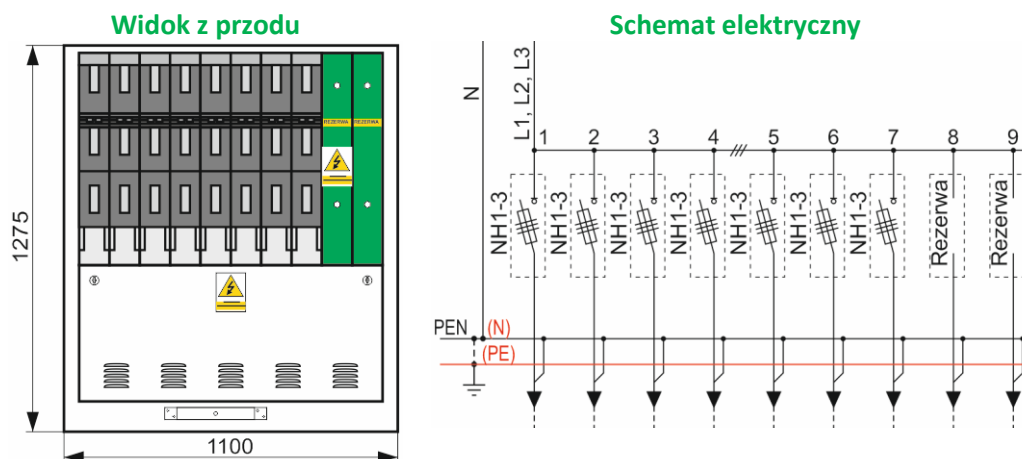 Widok z przodu
Schemat elektryczny
REZERWA
REZERWA
1275
1100
N
L1, L2, L3
1
2
3
4
5
6
7
8
9
NH1-3
NH1-3
NH1-3
NH1-3
NH1-3
NH1-3
NH1-3
Rezerwa
Rezerwa
PEN
(N)
(PE)